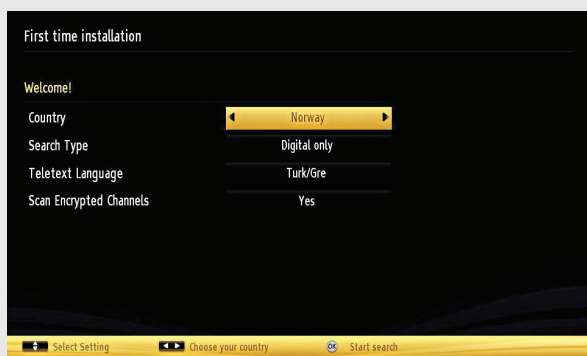 First time installation
Welcome!
Country Norway
Search Type Digital only
Teletext Language Turk/Gre
Scan Encrypted Channels Yes
Select Setting Choose your country OK Start search